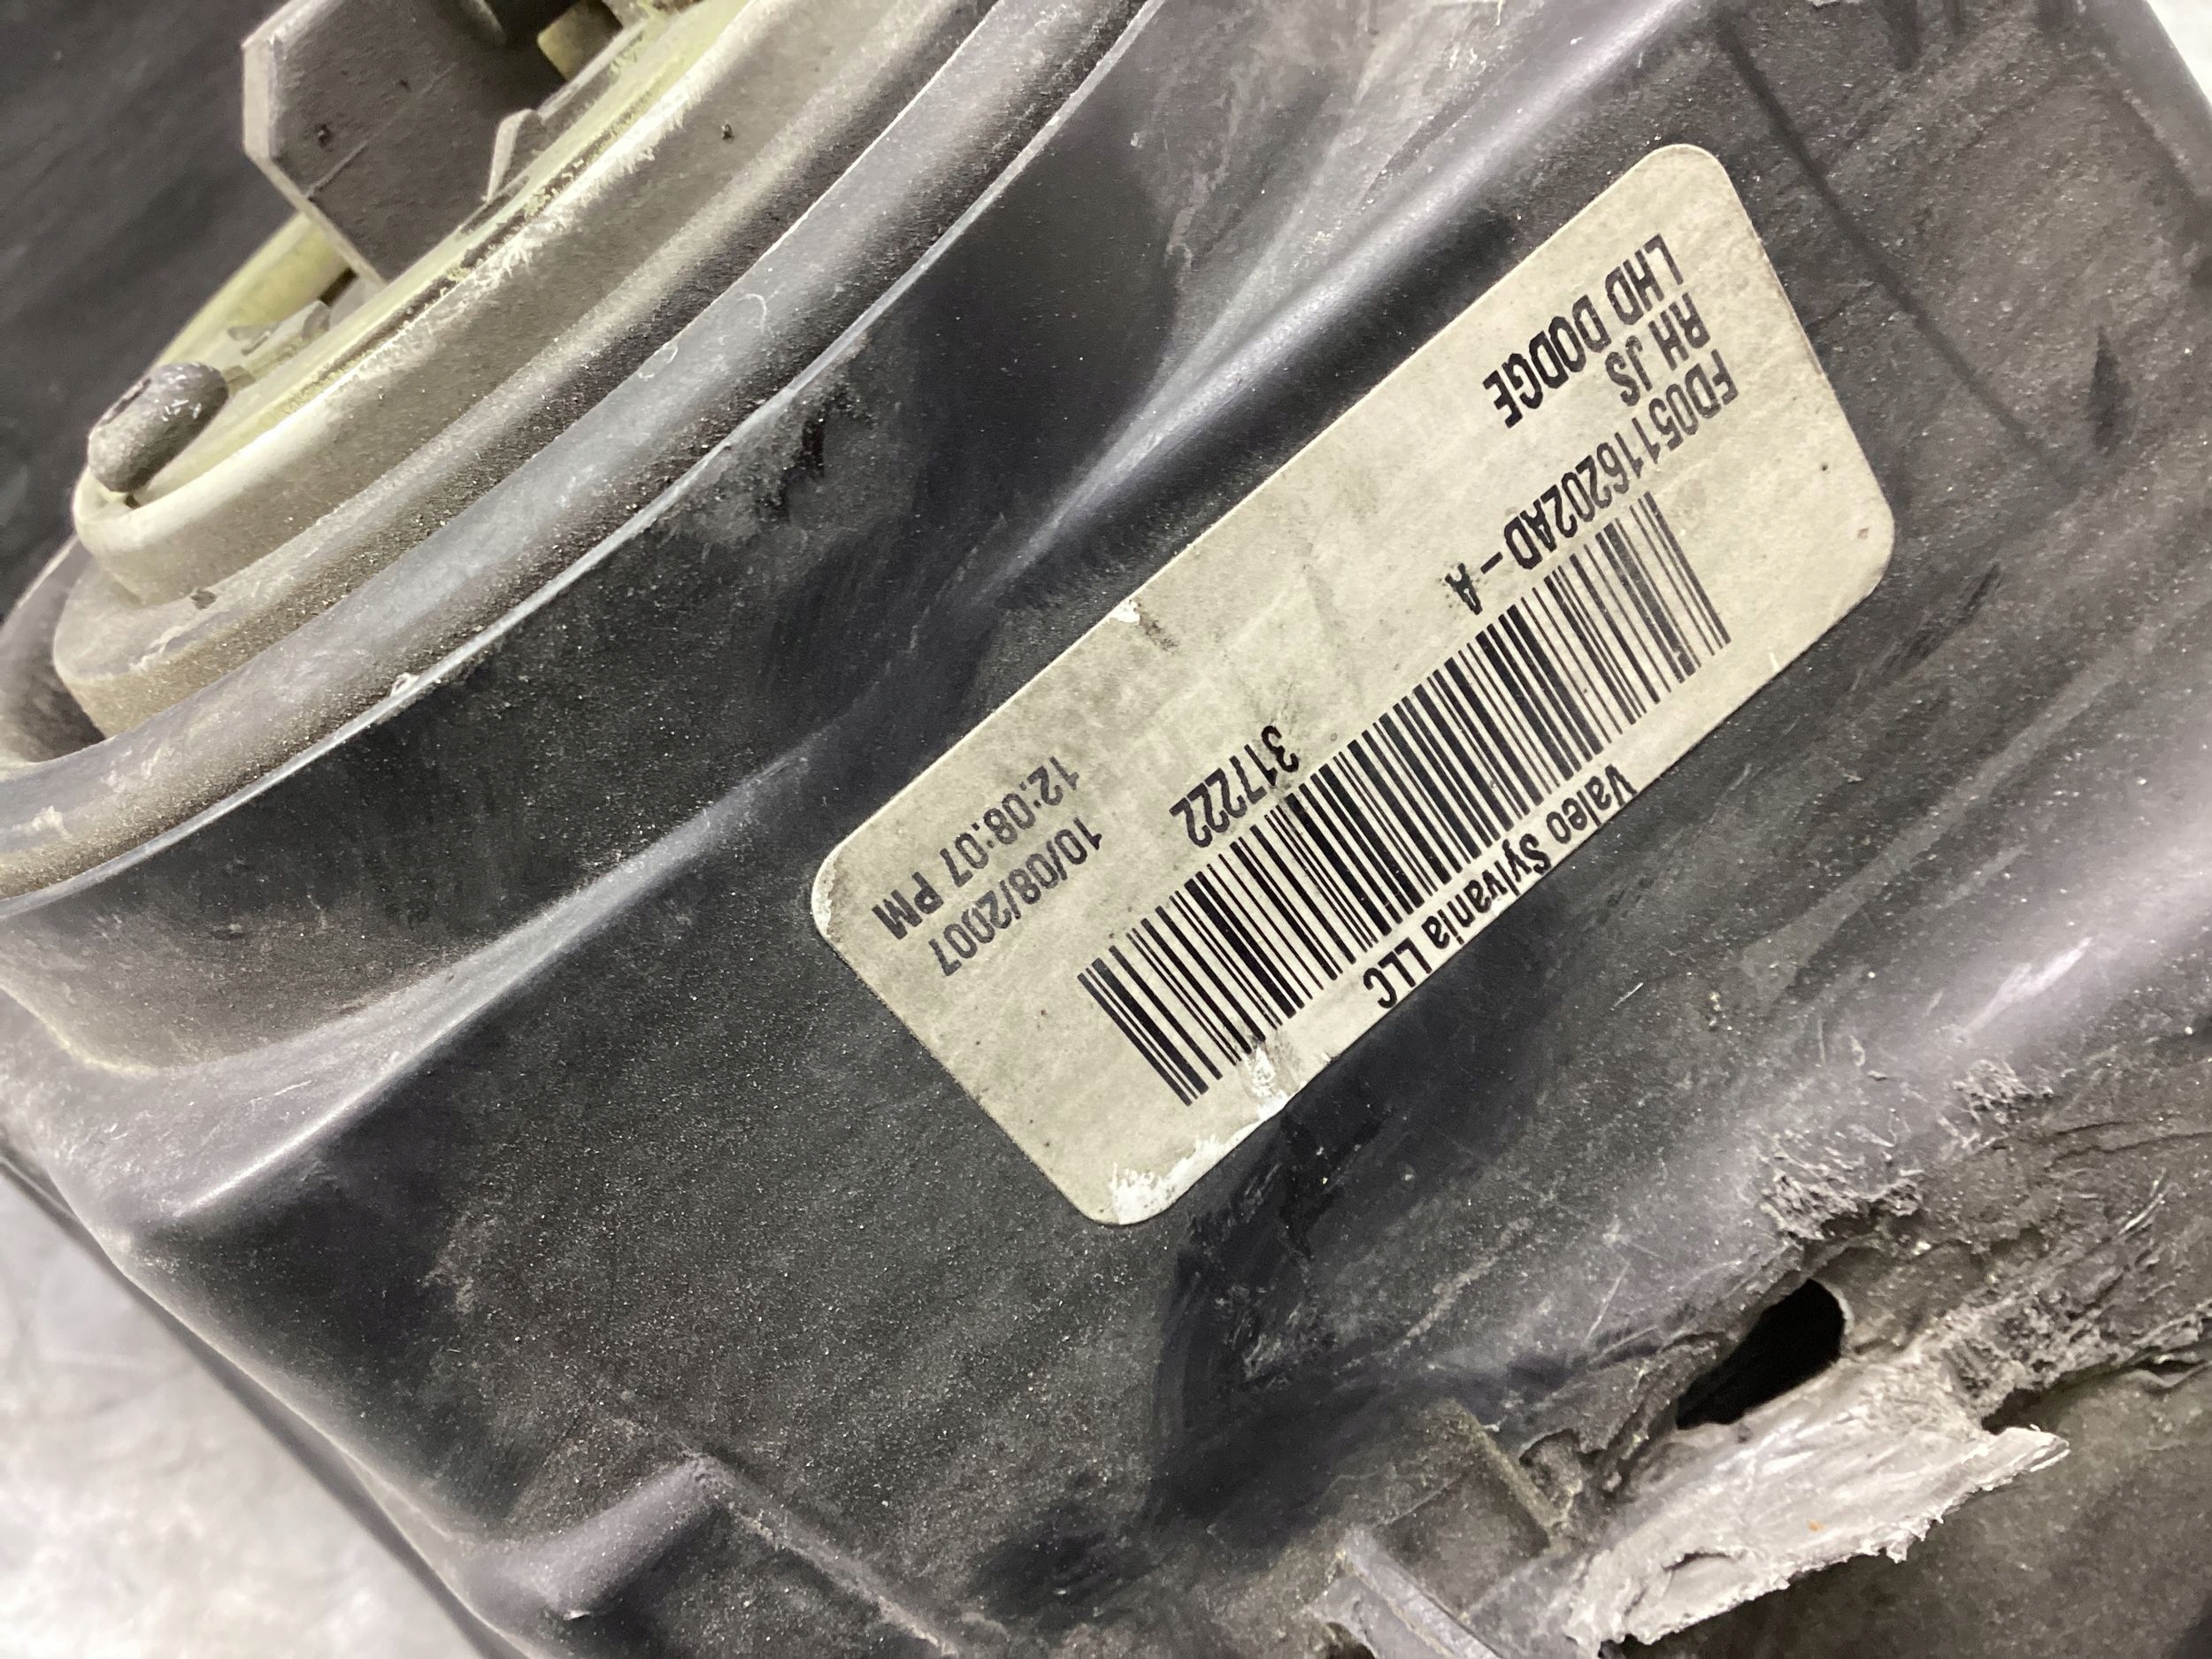 Valeo Sylvania LLC
FD05116202AD-A
317222
RH JS
10/08/2007
LHD DODGE
12:08:07 PM